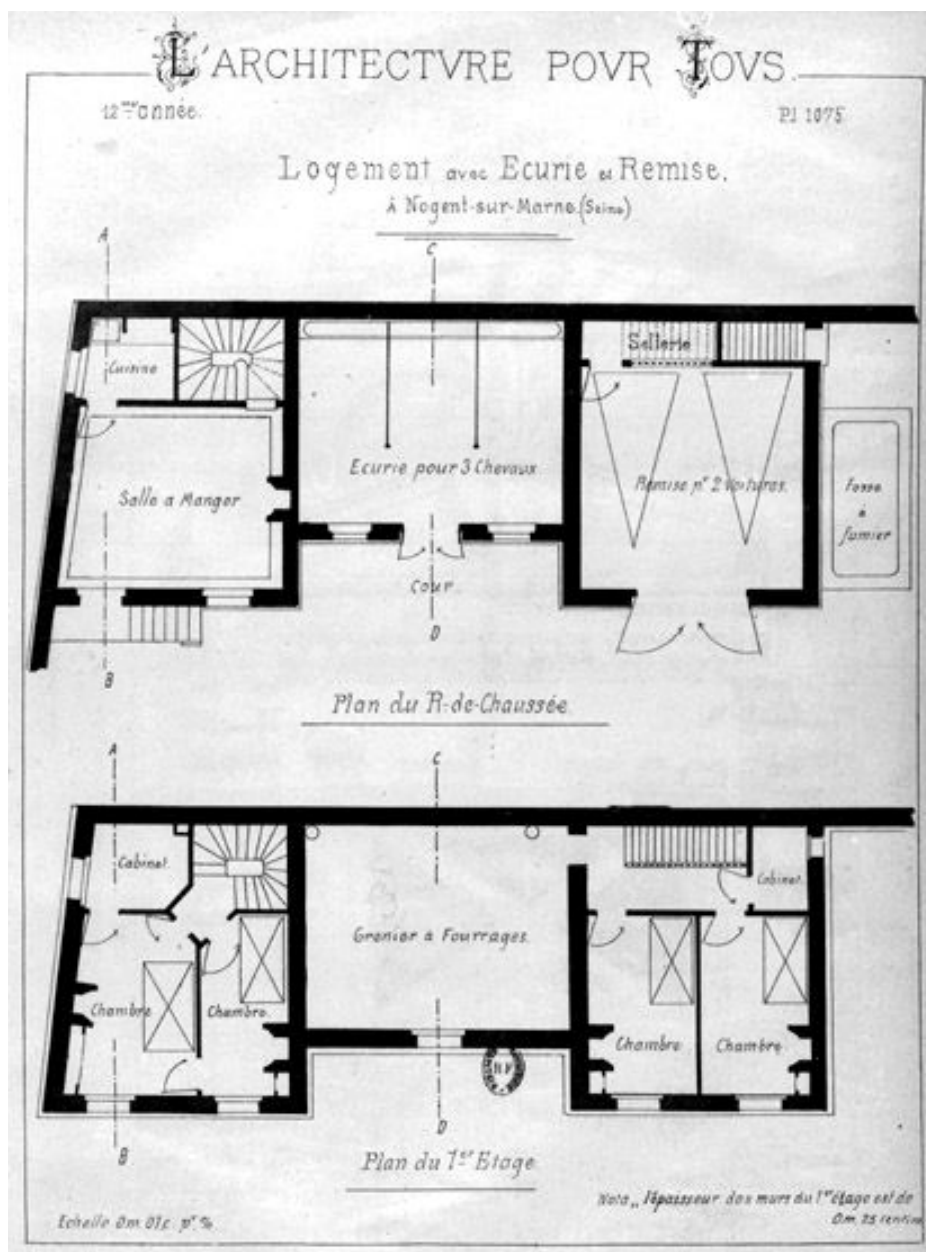 L'ARCHITECTVRE POVR TOVS.
12me année.
Pl 1075
Logement avec Ecurie et Remise.
A Nogent-sur-Marne.(Seine)
A
C
Cuisine
Sellerie
Salle a Manger
Ecurie pour 3 Chevaux
Remise pr 2 Voitures.
Fosse
a
fumier
Cour
D
B
Plan du R-de-Chaussée.
A
C
Cabinet.
Cabinet.
Grenier à Fourrages.
Chambre
Chambre.
Chambre
Chambre
RF
D
B
Plan du 1er Etage
Nota ,, l'épaisseur des murs du 1er étage est de
0.m. 25 centim
Echelle 0m.01c. pr %